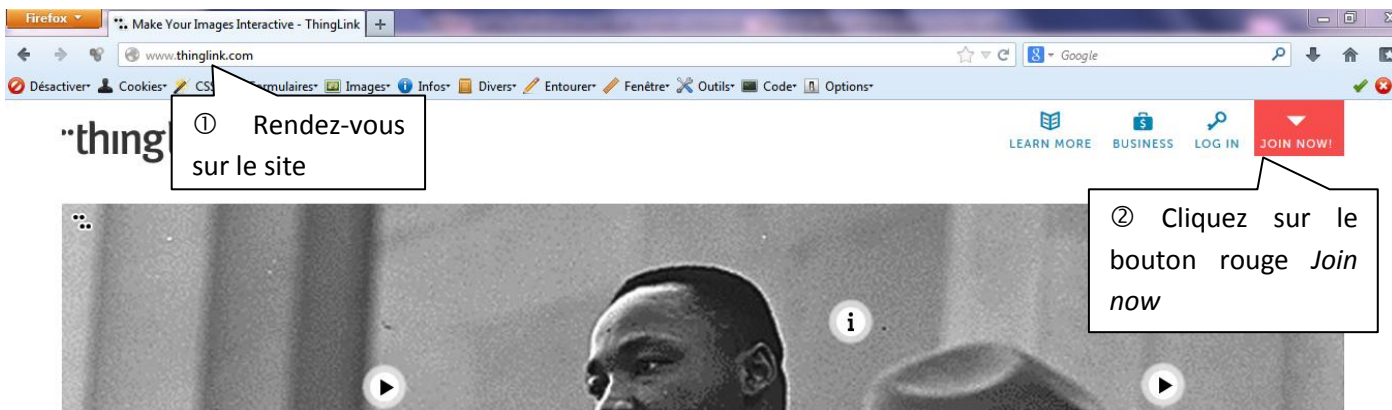 Firefox
Make Your Images Interactive - ThingLink +
www.thinglink.com
Google
Désactiver Cookies CSS Formulaires Images Infos Divers Entourer Fenêtre Outils Code Options
① Rendez-vous
sur le site
thingl
LEARN MORE BUSINESS LOG IN JOIN NOW!
② Cliquez sur le
bouton rouge Join
now
i